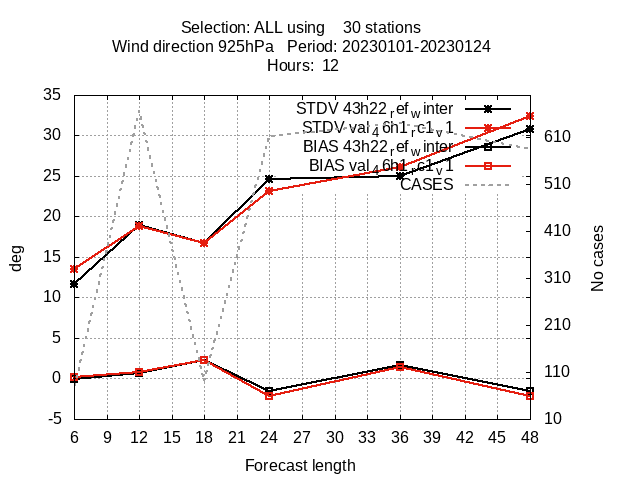 Selection: ALL using 30 stations
Wind direction 925hPa Period: 20230101-20230124
Hours: 12
STDV 43h22_ref_winter
STDV val_46h1_rc1_v1
BIAS 43h22_ref_winter
BIAS val_46h1_rc1_v1
CASES
35
30
25
20
15
10
5
0
-5
deg
610
510
410
310
210
110
10
No cases
6 9 12 15 18 21 24 27 30 33 36 39 42 45 48
Forecast length